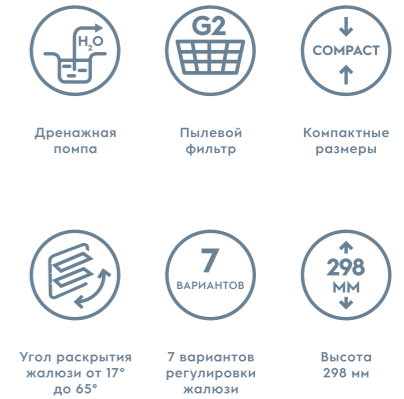 H₂O
G2
COMPACT
Дренажная
помпа
Пылевой
фильтр
Компактные
размеры
7
ВАРИАНТОВ
298
ММ
Угол раскрытия
жалюзи от 17°
до 65°
7 вариантов
регулировки
жалюзи
Высота
298 мм